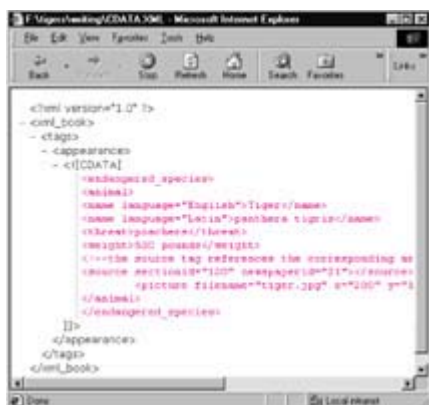 F:\tigers\writing\CDATA.XML - Microsoft Internet Explorer
File Edit View Favorites Tools Help
Back Stop Refresh Home Search Favorites Links
<?xml version="1.0" ?>
- <xml_book>
- <tags>
- <appearance>
- <![CDATA[
<endangered_species>
<animal>
<name language="English">Tiger</name>
<name language="Latin">panthera tigris</name>
<threat>poachers</threat>
<weight>500 pounds</weight>
<!--the source tag references the corresponding
<source sectionid="120" newspaperid="21"></source>
<picture filename="tiger.jpg" x="200" y="
</animal>
</endangered_species>
]]>
</appearance>
</tags>
</xml_book>
Done Local intranet